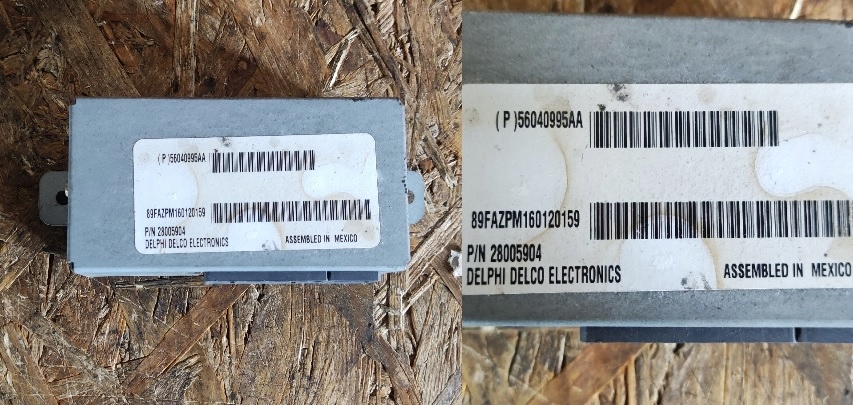 ( P )56040995AA
89FAZPM160120159
P/N 28005904
DELPHI DELCO ELECTRONICS ASSEMBLED IN MEXICO
( P )56040995AA
89FAZPM160120159
P/N 28005904
DELPHI DELCO ELECTRONICS ASSEMBLED IN MEXICO